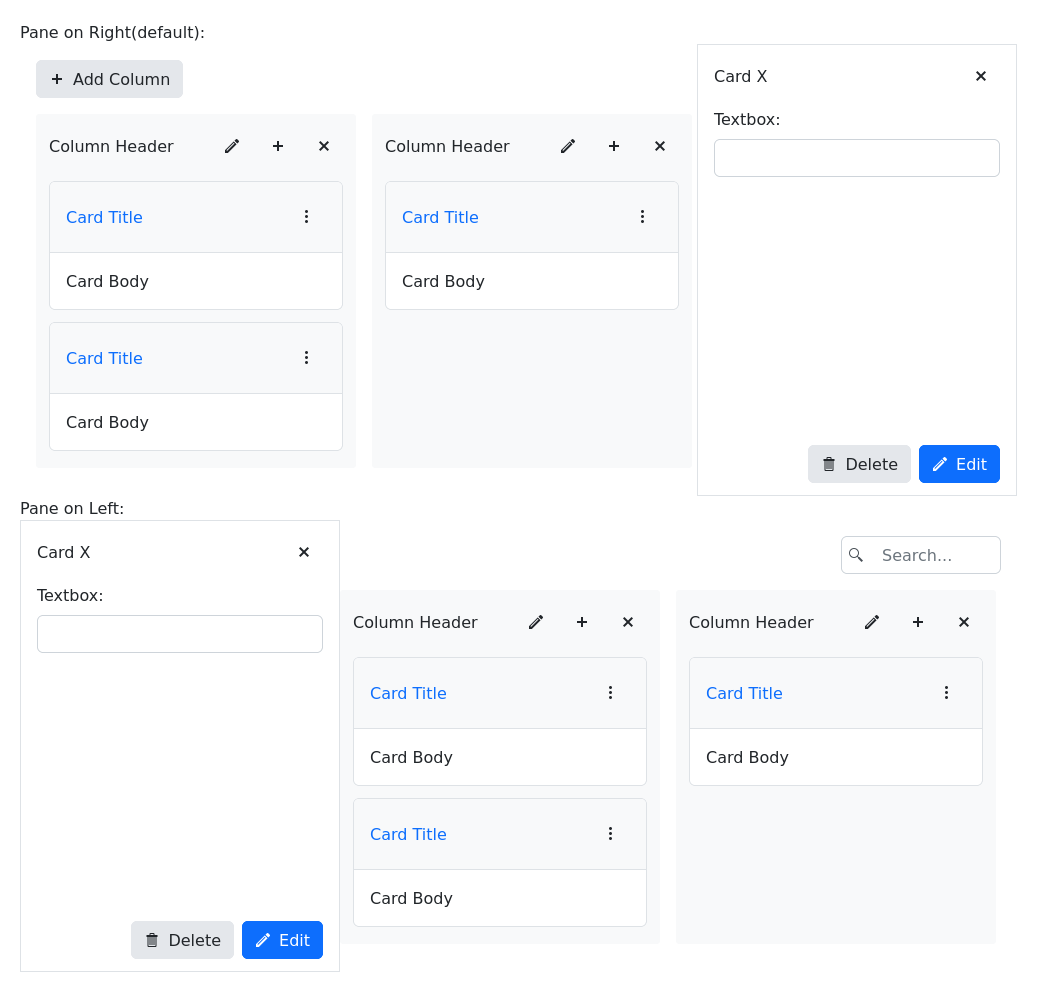 Pane on Right(default):
Add Column
Card X
Textbox:
Column Header
Column Header
Card Title
Card Title
Card Body
Card Body
Card Title
Card Body
Delete
Edit
Pane on Left:
Card X
Search...
Textbox:
Column Header
Column Header
Card Title
Card Title
Card Body
Card Body
Card Title
Card Body
Delete
Edit